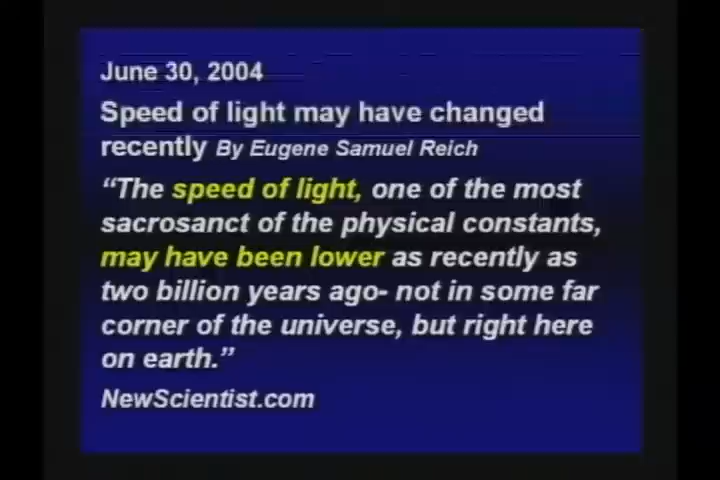 June 30, 2004
Speed of light may have changed
recently By Eugene Samuel Reich
“The speed of light, one of the most
sacrosanct of the physical constants,
may have been lower as recently as
two billion years ago- not in some far
corner of the universe, but right here
on earth.”
NewScientist.com